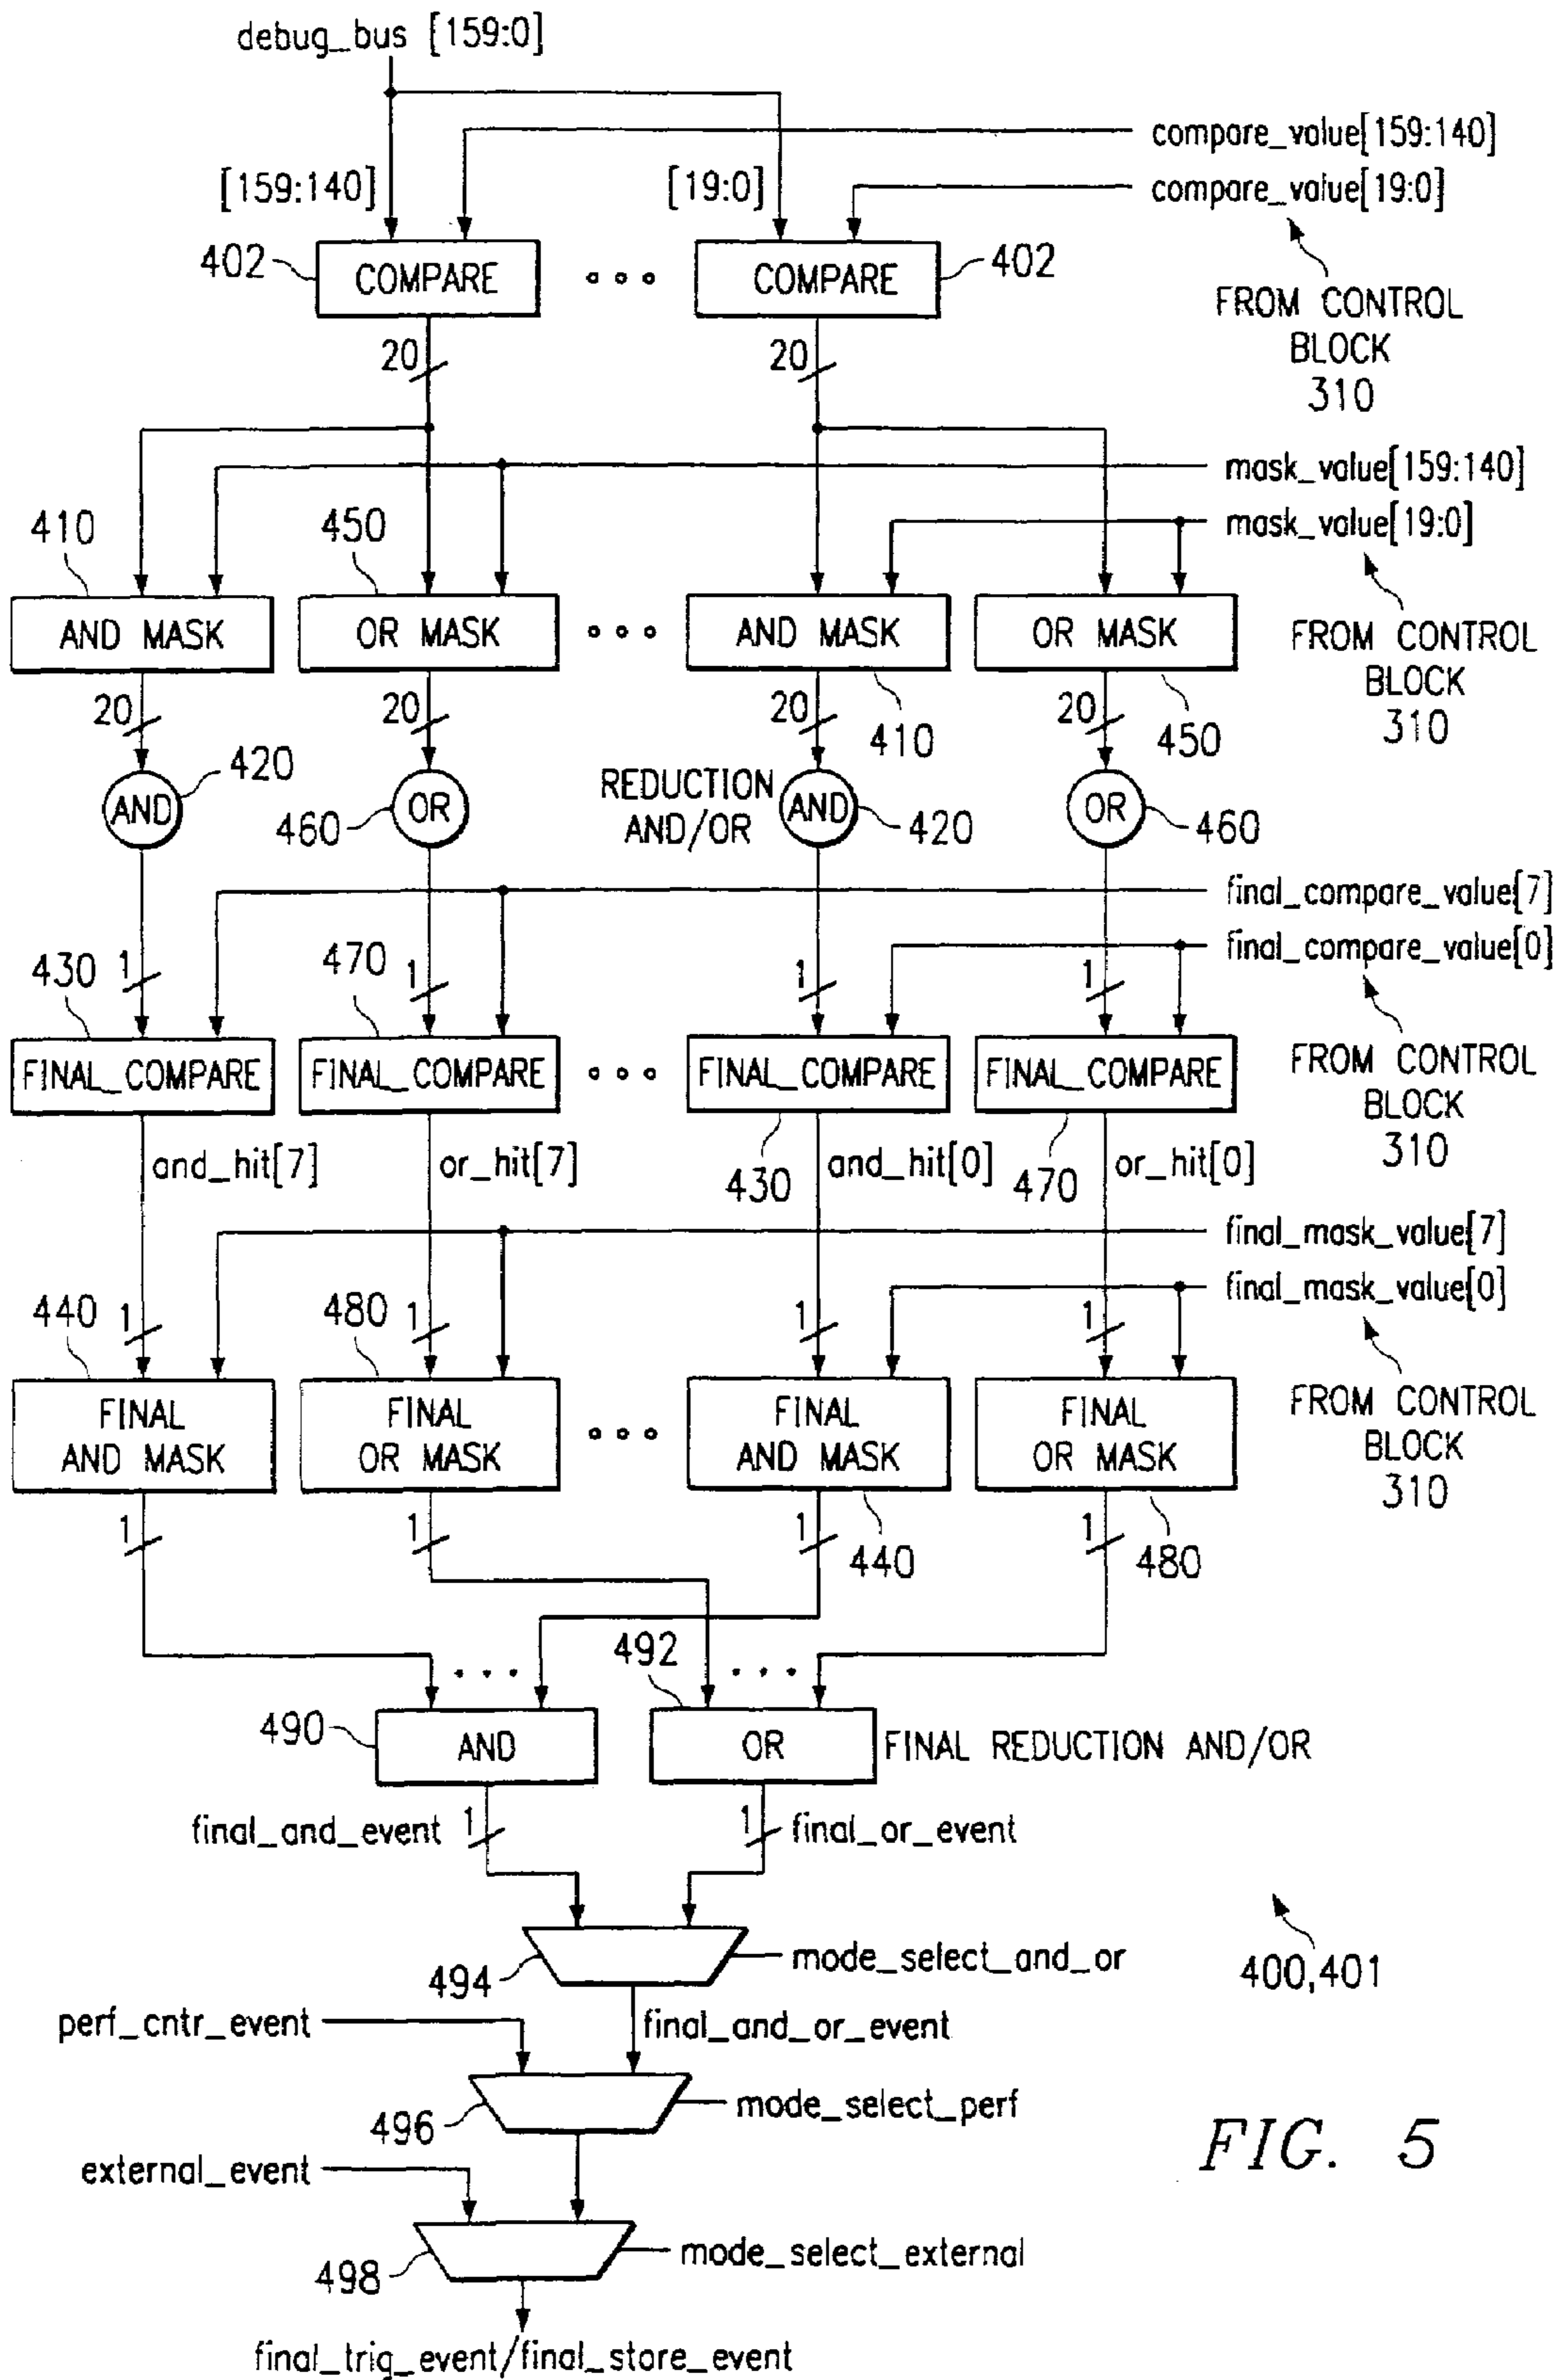 debug_bus [159:0]
compare_value[159:140]
[159:140]
[19:0]
compare_value[19:0]
402
COMPARE
COMPARE
402
FROM CONTROL
BLOCK
310
20
20
mask_value[159:140]
410
450
mask_value[19:0]
AND MASK
OR MASK
AND MASK
OR MASK
FROM CONTROL
BLOCK
310
20
20
20
410
20
450
AND
420
460
OR
REDUCTION
AND/OR
AND
420
OR
460
final_compare_value[7]
final_compare_value[0]
430
1
470
1
1
1
FINAL_COMPARE
FINAL_COMPARE
FINAL_COMPARE
FINAL_COMPARE
FROM CONTROL
BLOCK
310
and_hit[7]
or_hit[7]
430
and_hit[0]
470
or_hit[0]
final_mask_value[7]
final_mask_value[0]
440
1
480
1
1
1
FINAL
AND MASK
FINAL
OR MASK
FINAL
AND MASK
FINAL
OR MASK
FROM CONTROL
BLOCK
310
1
1
1
440
1
480
492
490
AND
OR
FINAL REDUCTION AND/OR
final_and_event
1
1
final_or_event
494
mode_select_and_or
400,401
perf_cntr_event
final_and_or_event
496
mode_select_perf
FIG. 5
external_event
498
mode_select_external
final_trig_event/final_store_event